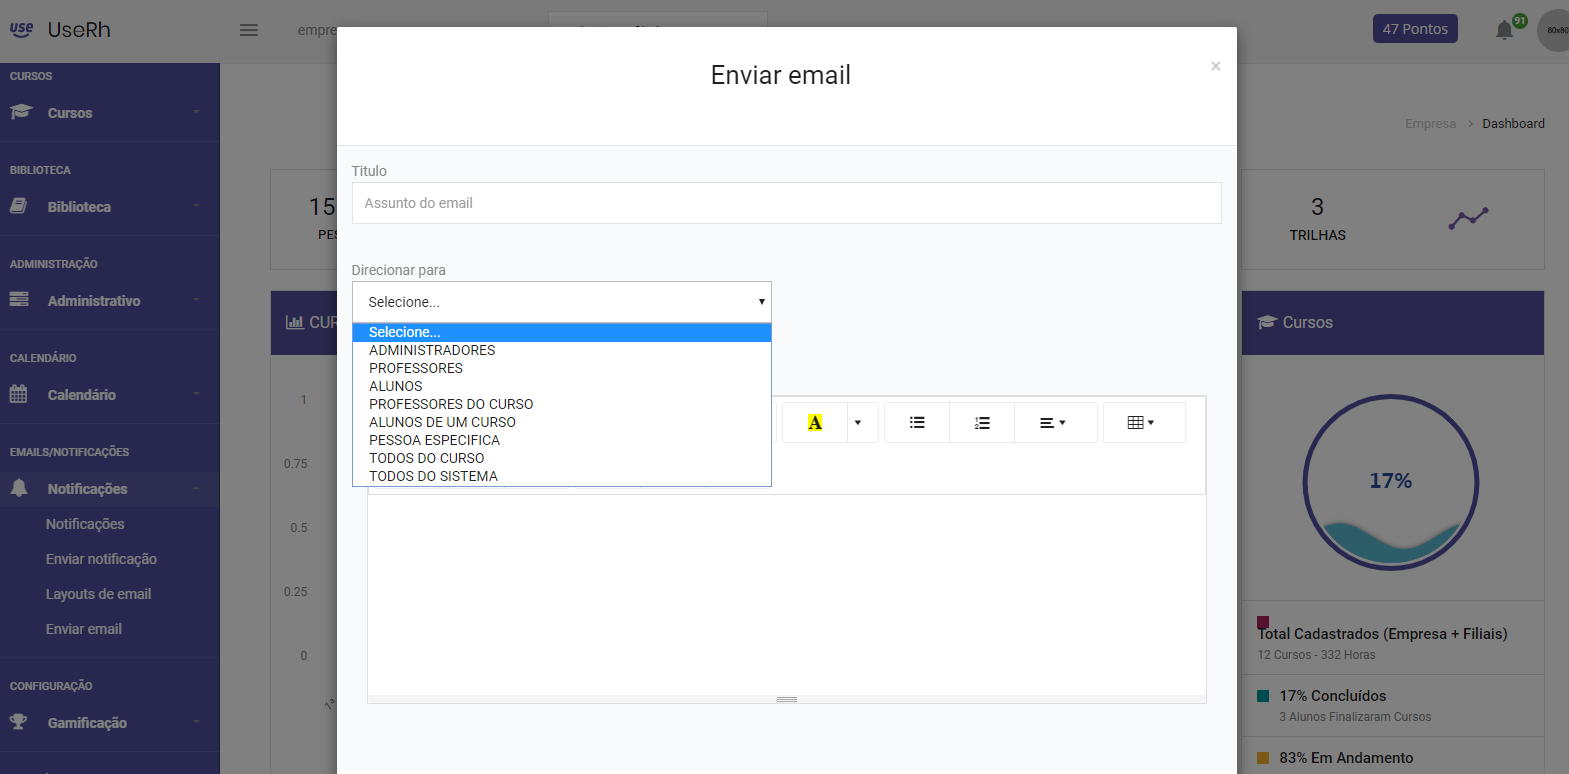 use UseRh
empre
47 Pontos
91
80x80
CURSOS
Cursos
BIBLIOTECA
Biblioteca
ADMINISTRAÇÃO
Administrativo
CALENDÁRIO
Calendário
EMAILS/NOTIFICAÇÕES
Notificações
Notificações
Enviar notificação
Layouts de email
Enviar email
CONFIGURAÇÃO
Gamificação
Empresa > Dashboard
15
PES
CUR
1
0.75
0.5
0.25
0
1ª
Enviar email
×
Titulo
Assunto do email
Direcionar para
Selecione...
Selecione...
ADMINISTRADORES
PROFESSORES
ALUNOS
PROFESSORES DO CURSO
ALUNOS DE UM CURSO
PESSOA ESPECIFICA
TODOS DO CURSO
TODOS DO SISTEMA
A
3
TRILHAS
Cursos
17%
Total Cadastrados (Empresa + Filiais)
12 Cursos - 332 Horas
17% Concluídos
3 Alunos Finalizaram Cursos
83% Em Andamento